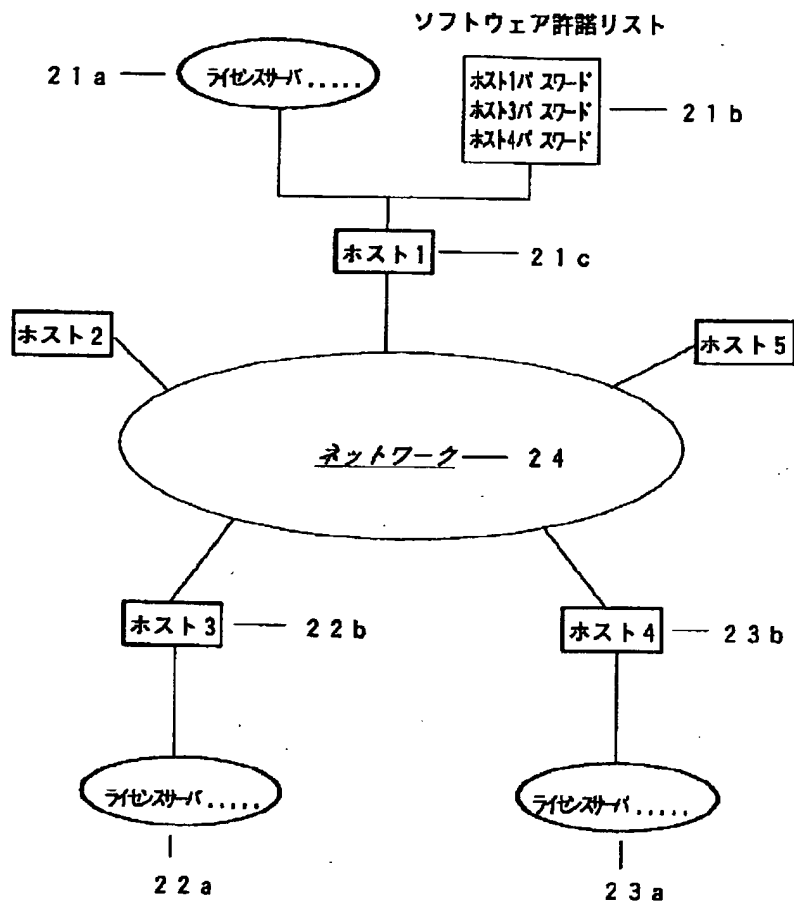 ソフトウェア許諾リスト
21a
ライセンスサーバ.....
ホスト1パ スワード
ホスト3パ スワード
ホスト4パ スワード
21b
ホスト1
21c
ホスト2
ホスト5
ネットワーク
24
ホスト3
22b
ホスト4
23b
ライセンスサーバ.....
ライセンスサーバ.....
22a
23a